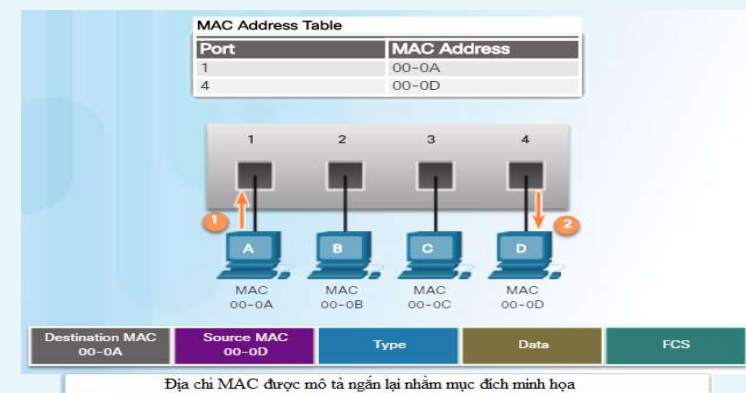 MAC Address Table
Port MAC Address
1 00-0A
4 00-0D
1 2 3 4
1
2
A B C D
MAC MAC MAC MAC
00-0A 00-0B 00-0C 00-0D
Destination MAC
00-0A
Source MAC
00-0D
Type
Data
FCS
Địa chỉ MAC được mô tả ngắn lại nhằm mục đích minh họa